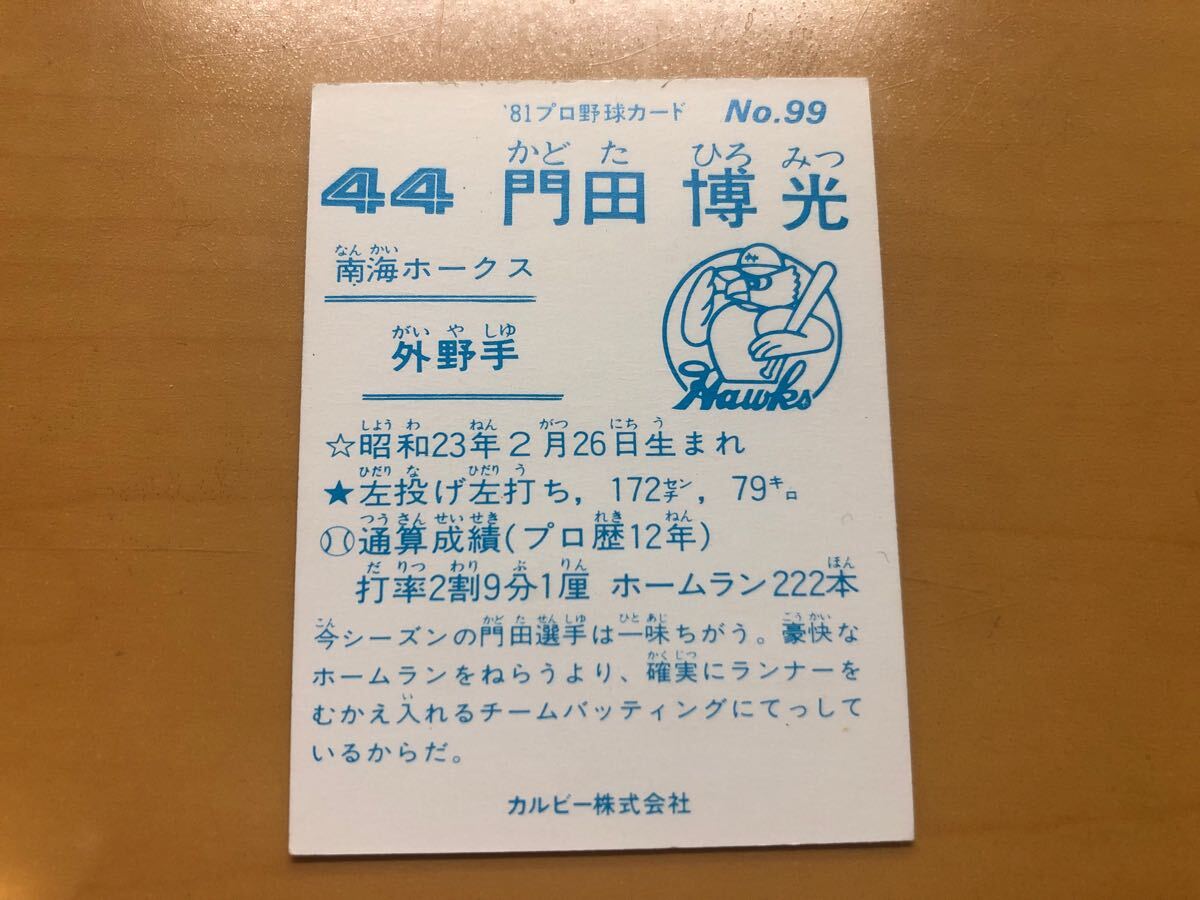 '81プロ野球カード No.99
かど た ひろ みつ
44 門田 博光
なん かい
南海ホークス
がい や しゆ
外野手
Hawks
しよう わ ねん がつ にち う
☆昭和23年2月26日生まれ
ひだり な ひだり う
★左投げ左打ち, 172センチ, 79キロ
つう さん せい せき れき ねん
通算成績(プロ歴12年)
だ りつ わり ぶ りん ほん
打率2割9分1厘 ホームラン222本
こん かど た せん しゆ ひと あじ ごう かい
今シーズンの門田選手は一味ちがう。豪快な
かく じつ
ホームランをねらうより、確実にランナーを
い
むかえ入れるチームバッティングにてっして
いるからだ。
カルビー株式会社